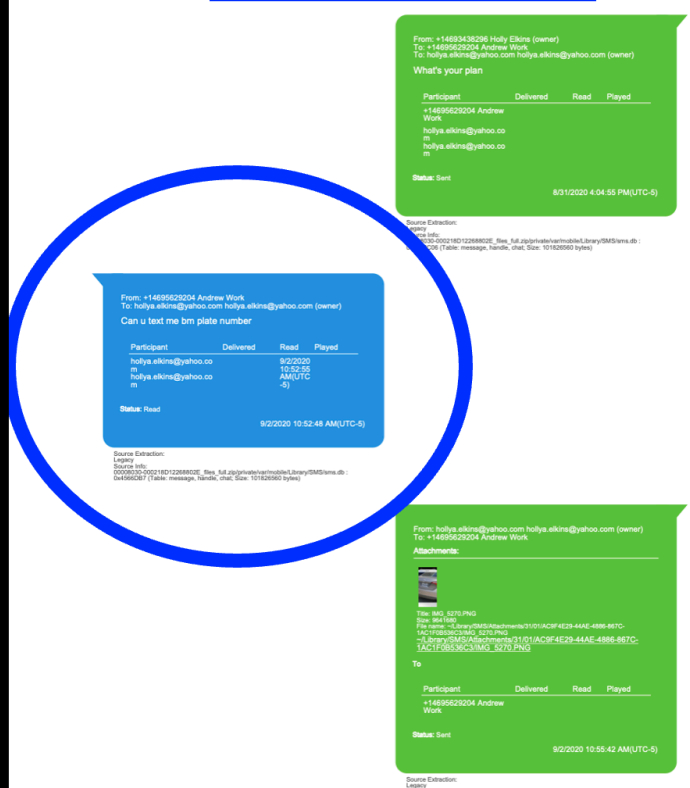 From: +14693438296 Holly Elkins (owner)
To: +14695629204 Andrew Work
To: hollya.elkins@yahoo.com hollya.elkins@yahoo.com (owner)
What's your plan
Participant Delivered Read Played
+14695629204 Andrew
Work
hollya.elkins@yahoo.co
m
hollya.elkins@yahoo.co
m
Status: Sent
8/31/2020 4:04:55 PM(UTC-5)
Source Extraction:
Legacy
Info:
(Table: message, handle, chat; Size: 101826560 bytes)
From: +14695629204 Andrew Work
To: hollya.elkins@yahoo.com hollya.elkins@yahoo.com (owner)
Can u text me bm plate number
Participant Delivered Read Played
hollya.elkins@yahoo.co
m
hollya.elkins@yahoo.co
m
9/2/2020
10:52:55
AM(UTC
-5)
Status: Read
9/2/2020 10:52:48 AM(UTC-5)
Source Extraction:
Legacy
Source Info:
00008030-000218D12268802E_files_full.zip/private/var/mobile/Library/SMS/sms.db :
0x4566DB7 (Table: message, handle, chat; Size: 101826560 bytes)
From: hollya.elkins@yahoo.com hollya.elkins@yahoo.com (owner)
To: +14695629204 Andrew Work
Attachments:
Title: IMG_5270.PNG
Size: 9641680
File name: ~/Library/SMS/Attachments/31/01/AC9F4E29-44AE-4886-867C-
1AC1F0B536C3/IMG_5270.PNG
~/Library/SMS/Attachments/31/01/AC9F4E29-44AE-4886-867C-
1AC1F0B536C3/IMG_5270.PNG
To
Participant Delivered Read Played
+14695629204 Andrew
Work
Status: Sent
9/2/2020 10:55:42 AM(UTC-5)
Source Extraction:
Legacy